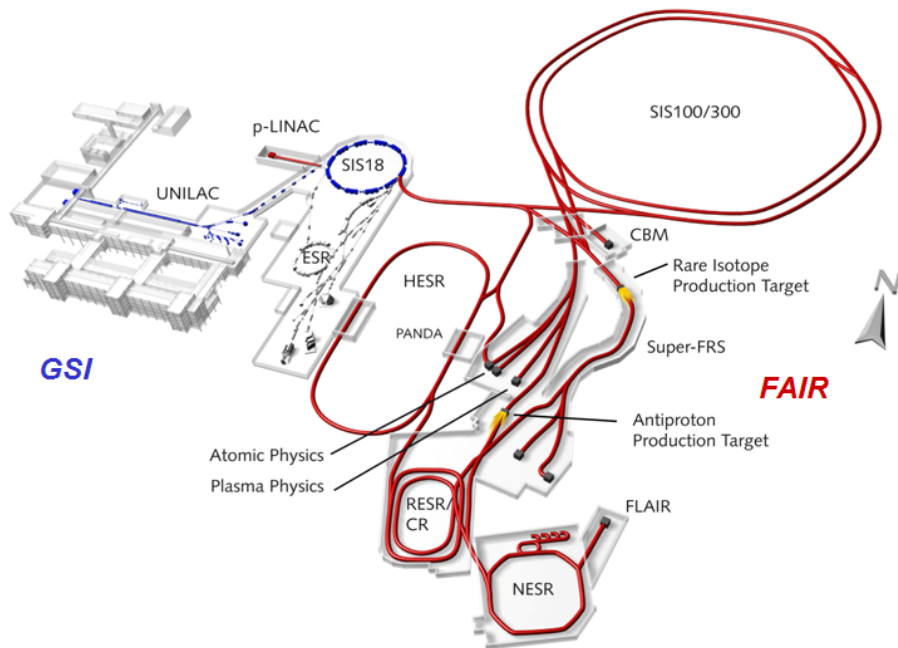 SIS100/300
p-LINAC
SIS18
UNILAC
CBM
ESR
Rare Isotope
Production Target
HESR
N
PANDA
Super-FRS
GSI
FAIR
Antiproton
Production Target
Atomic Physics
Plasma Physics
RESR/
CR
FLAIR
NESR